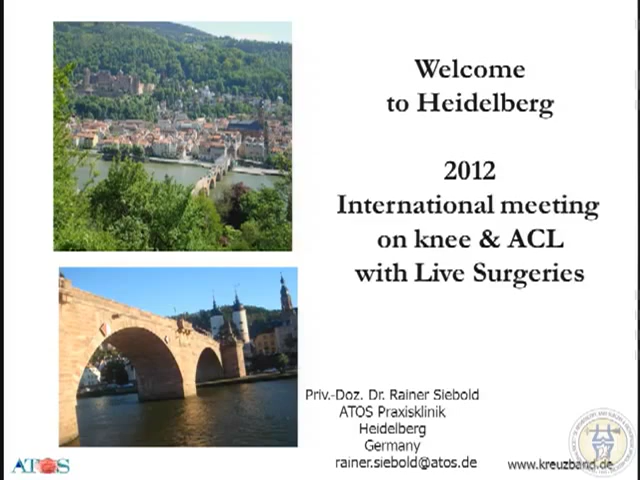 Welcome
to Heidelberg
2012
International meeting
on knee & ACL
with Live Surgeries
Priv.-Doz. Dr. Rainer Siebold
ATOS Praxisklinik
Heidelberg
Germany
rainer.siebold@atos.de
www.kreuzband.de
ATOS